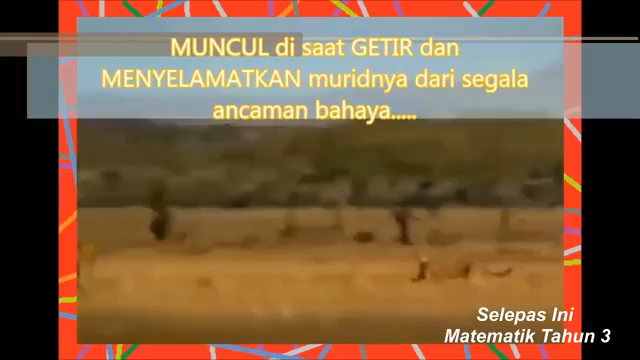 MUNCUL di saat GETIR dan
MENYELAMATKAN muridnya dari segala
ancaman bahaya.....
Selepas Ini
Matematik Tahun 3